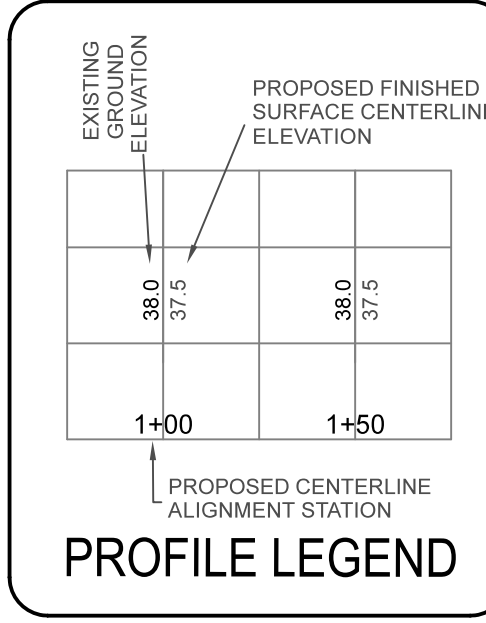 EXISTING
GROUND
ELEVATION
PROPOSED FINISHED
SURFACE CENTERLINE
ELEVATION
38.0
37.5
38.0
37.5
1+00
1+50
PROPOSED CENTERLINE
ALIGNMENT STATION
PROFILE LEGEND